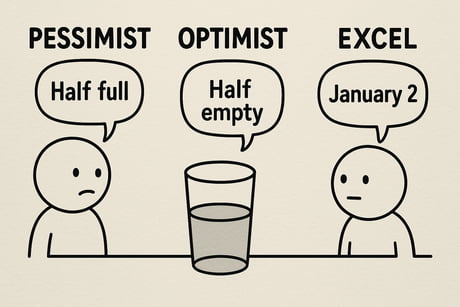 PESSIMIST OPTIMIST EXCEL
Half full
Half
empty
January 2